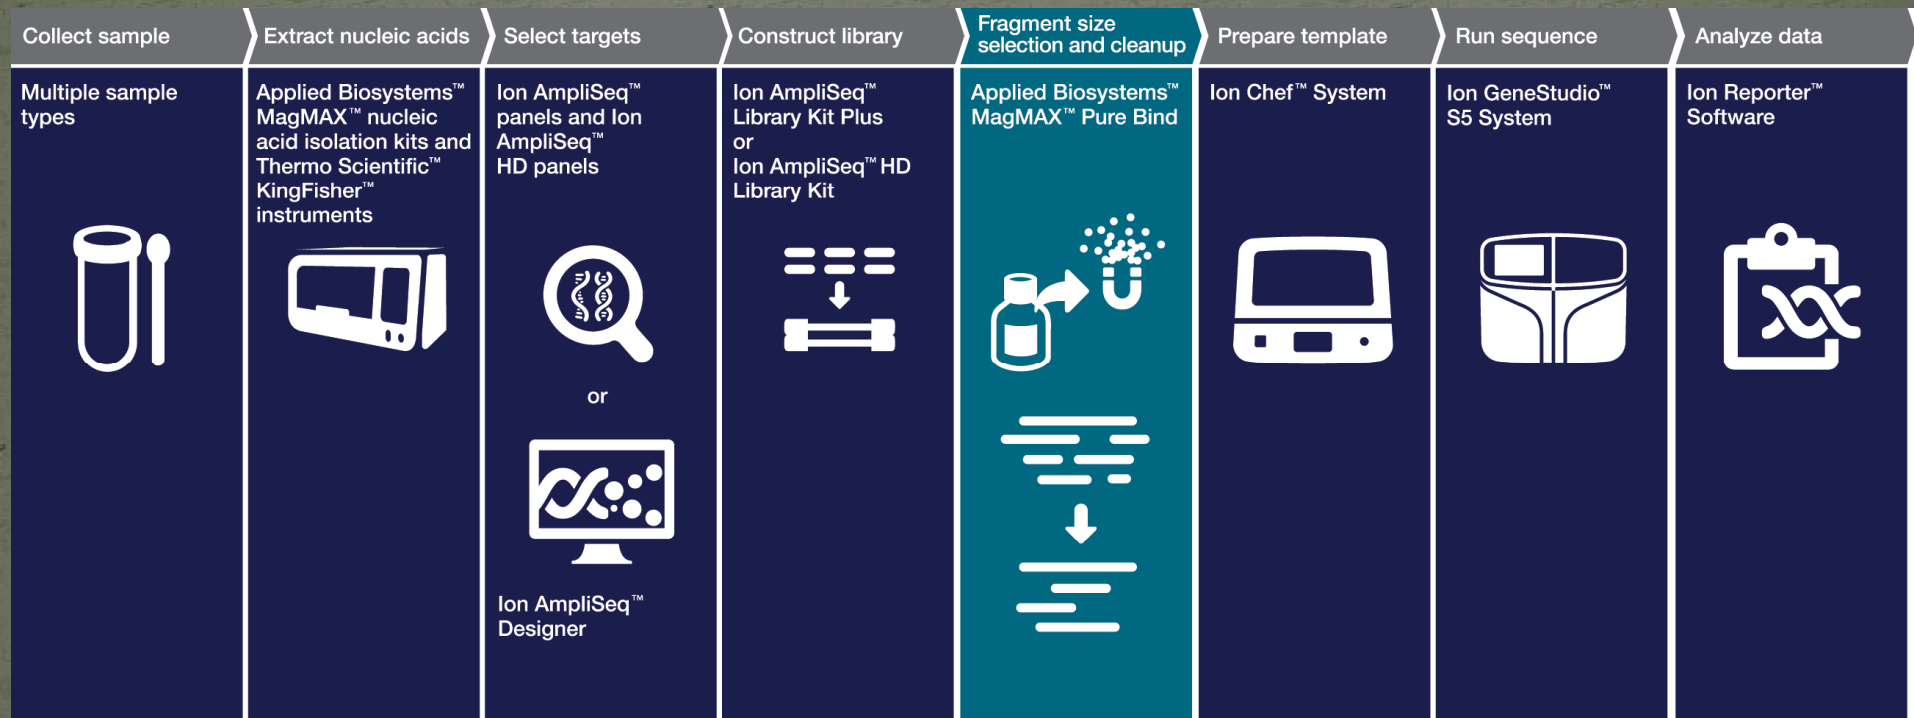 Collect sample
Extract nucleic acids
Select targets
Construct library
Fragment size
selection and cleanup
Prepare template
Run sequence
Analyze data
Multiple sample
types
Applied Biosystems™
MagMAX™ nucleic
acid isolation kits and
Thermo Scientific™
KingFisher™
instruments
Ion AmpliSeq™
panels and Ion
AmpliSeq™
HD panels
or
Ion AmpliSeq™
Designer
Ion AmpliSeq™
Library Kit Plus
or
Ion AmpliSeq™ HD
Library Kit
Applied Biosystems™
MagMAX™ Pure Bind
Ion Chef™ System
Ion GeneStudio™
S5 System
Ion Reporter™
Software